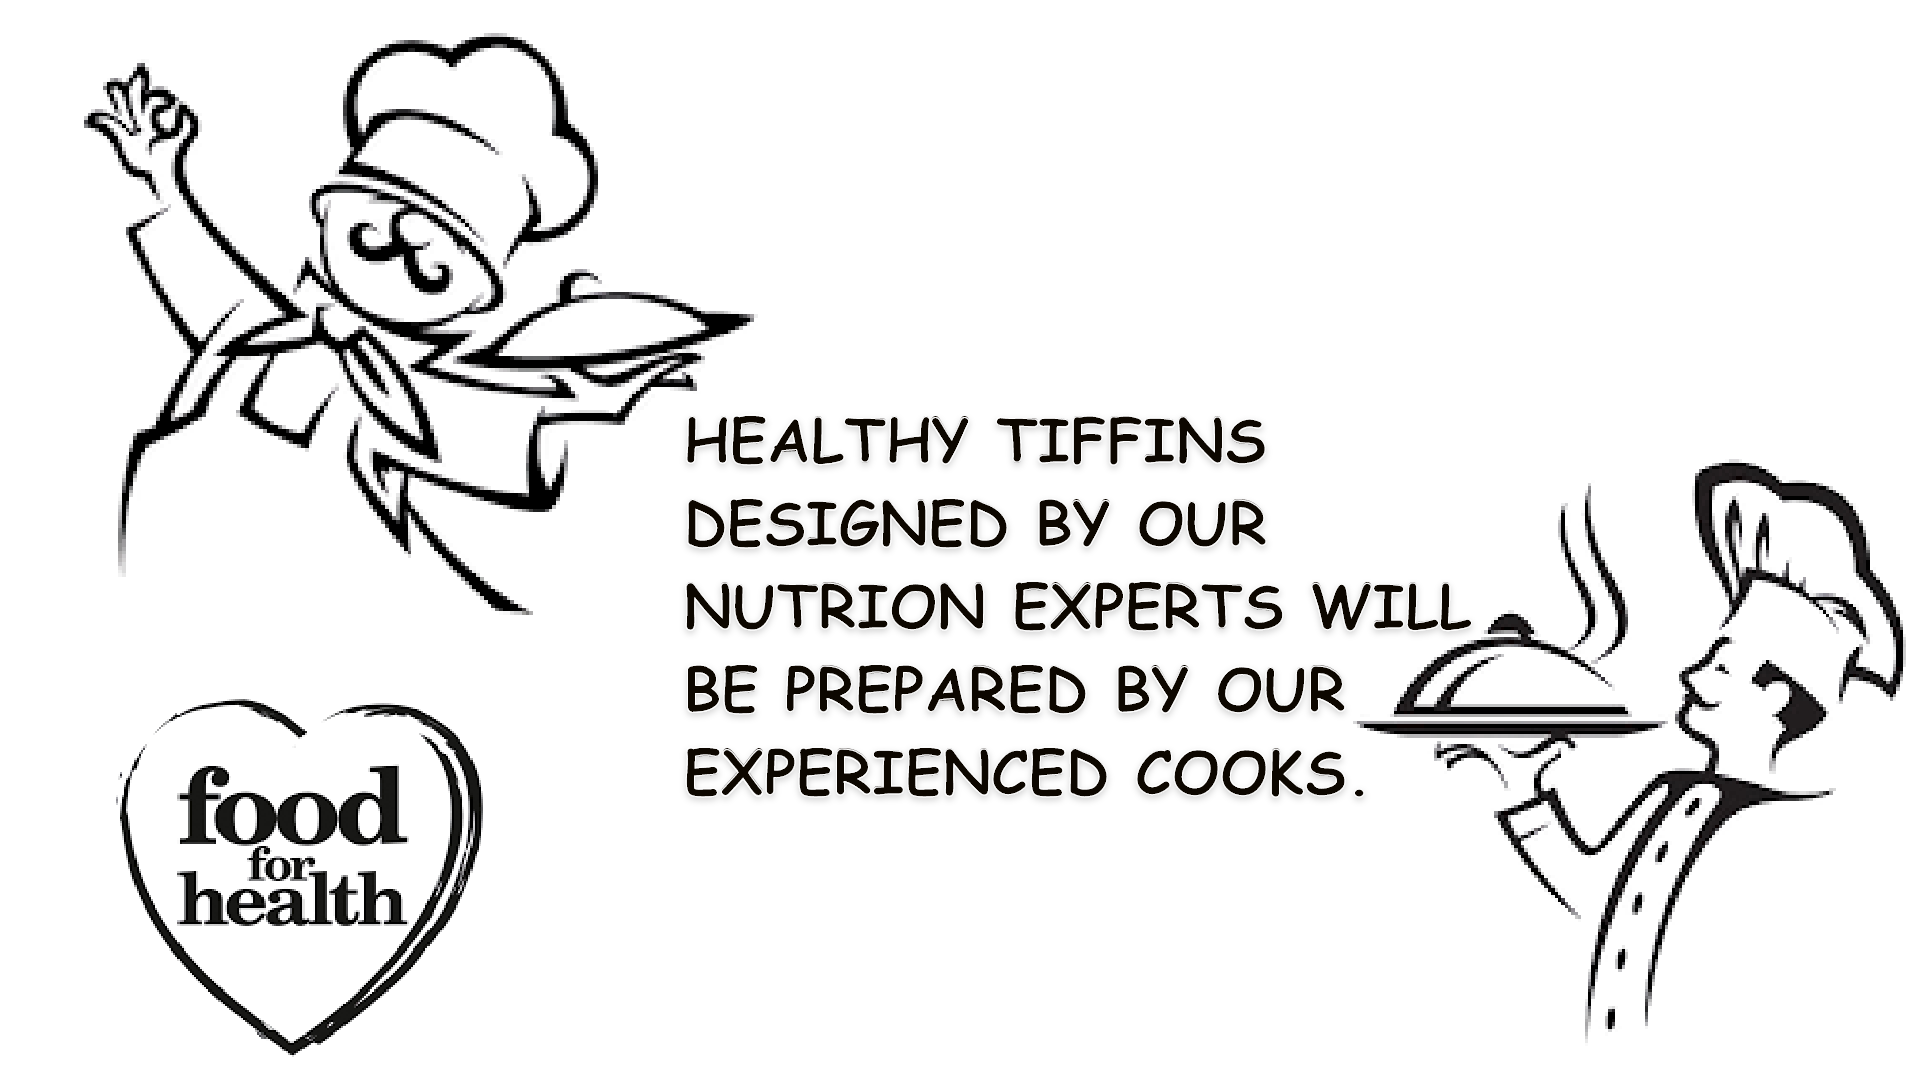 HEALTHY TIFFINS
DESIGNED BY OUR
NUTRION EXPERTS WILL
BE PREPARED BY OUR
EXPERIENCED COOKS.
food
for
health